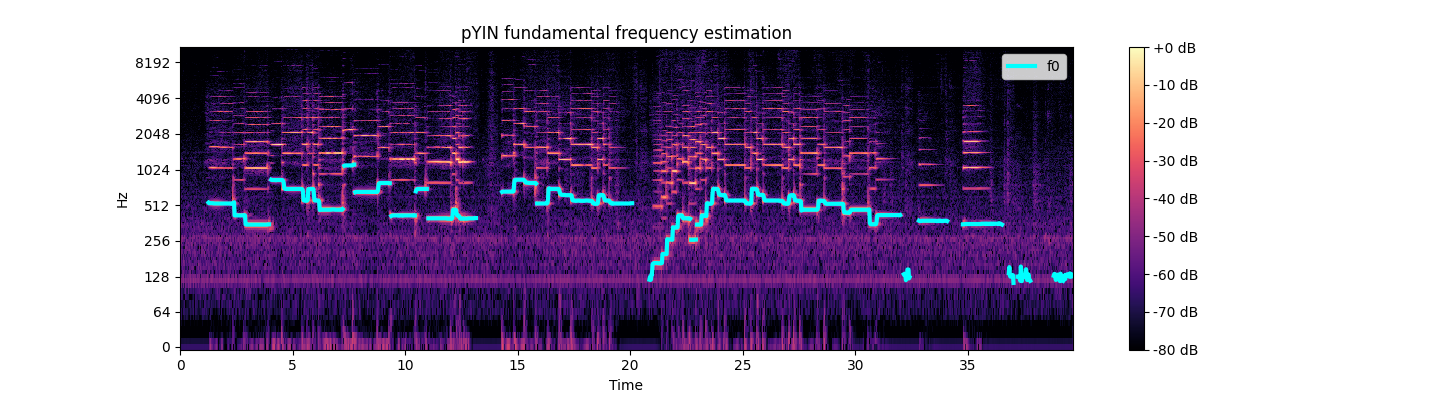 pYIN fundamental frequency estimation
f0
Hz
8192
4096
2048
1024
512
256
128
64
0
0 5 10 15 20 25 30 35
Time
+0 dB
-10 dB
-20 dB
-30 dB
-40 dB
-50 dB
-60 dB
-70 dB
-80 dB